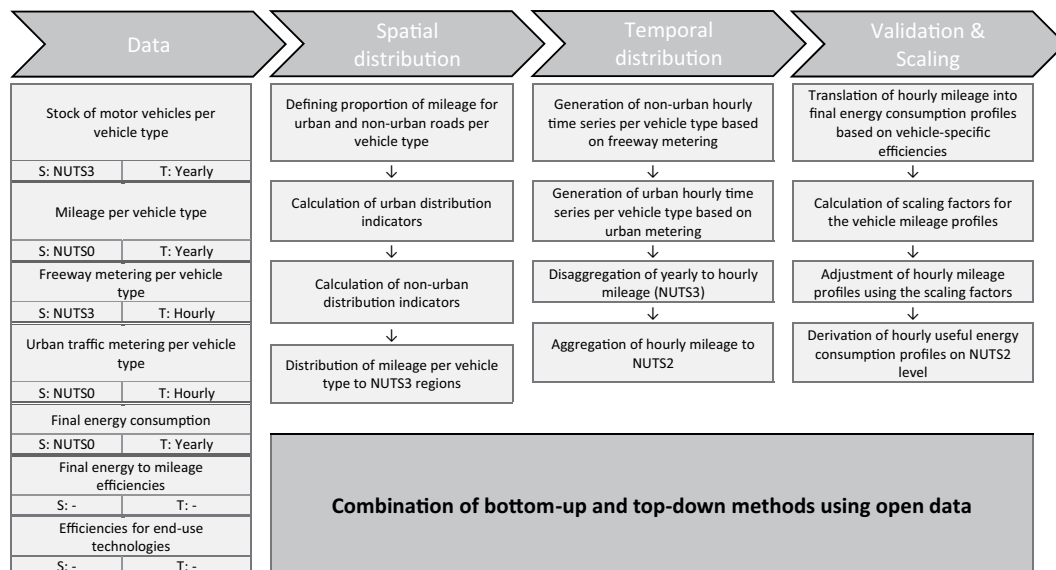 Data
Stock of motor vehicles per
vehicle type
S: NUTS3 T: Yearly
Mileage per vehicle type
S: NUTS0 T: Yearly
Freeway metering per vehicle
type
S: NUTS3 T: Hourly
Urban traffic metering per vehicle
type
S: NUTS0 T: Hourly
Final energy consumption
S: NUTS0 T: Yearly
Final energy to mileage
efficiencies
S: - T: -
Efficiencies for end-use
technologies
S: - T: -
Spatial
distribution
Defining proportion of mileage for
urban and non-urban roads per
vehicle type
↓
Calculation of urban distribution
indicators
↓
Calculation of non-urban
distribution indicators
↓
Distribution of mileage per vehicle
type to NUTS3 regions
Temporal
distribution
Generation of non-urban hourly
time series per vehicle type based
on freeway metering
↓
Generation of urban hourly time
series per vehicle type based on
urban metering
↓
Disaggregation of yearly to hourly
mileage (NUTS3)
↓
Aggregation of hourly mileage to
NUTS2
Validation &
Scaling
Translation of hourly mileage into
final energy consumption profiles
based on vehicle-specific
efficiencies
↓
Calculation of scaling factors for
the vehicle mileage profiles
↓
Adjustment of hourly mileage
profiles using the scaling factors
↓
Derivation of hourly useful energy
consumption profiles on NUTS2
level
Combination of bottom-up and top-down methods using open data